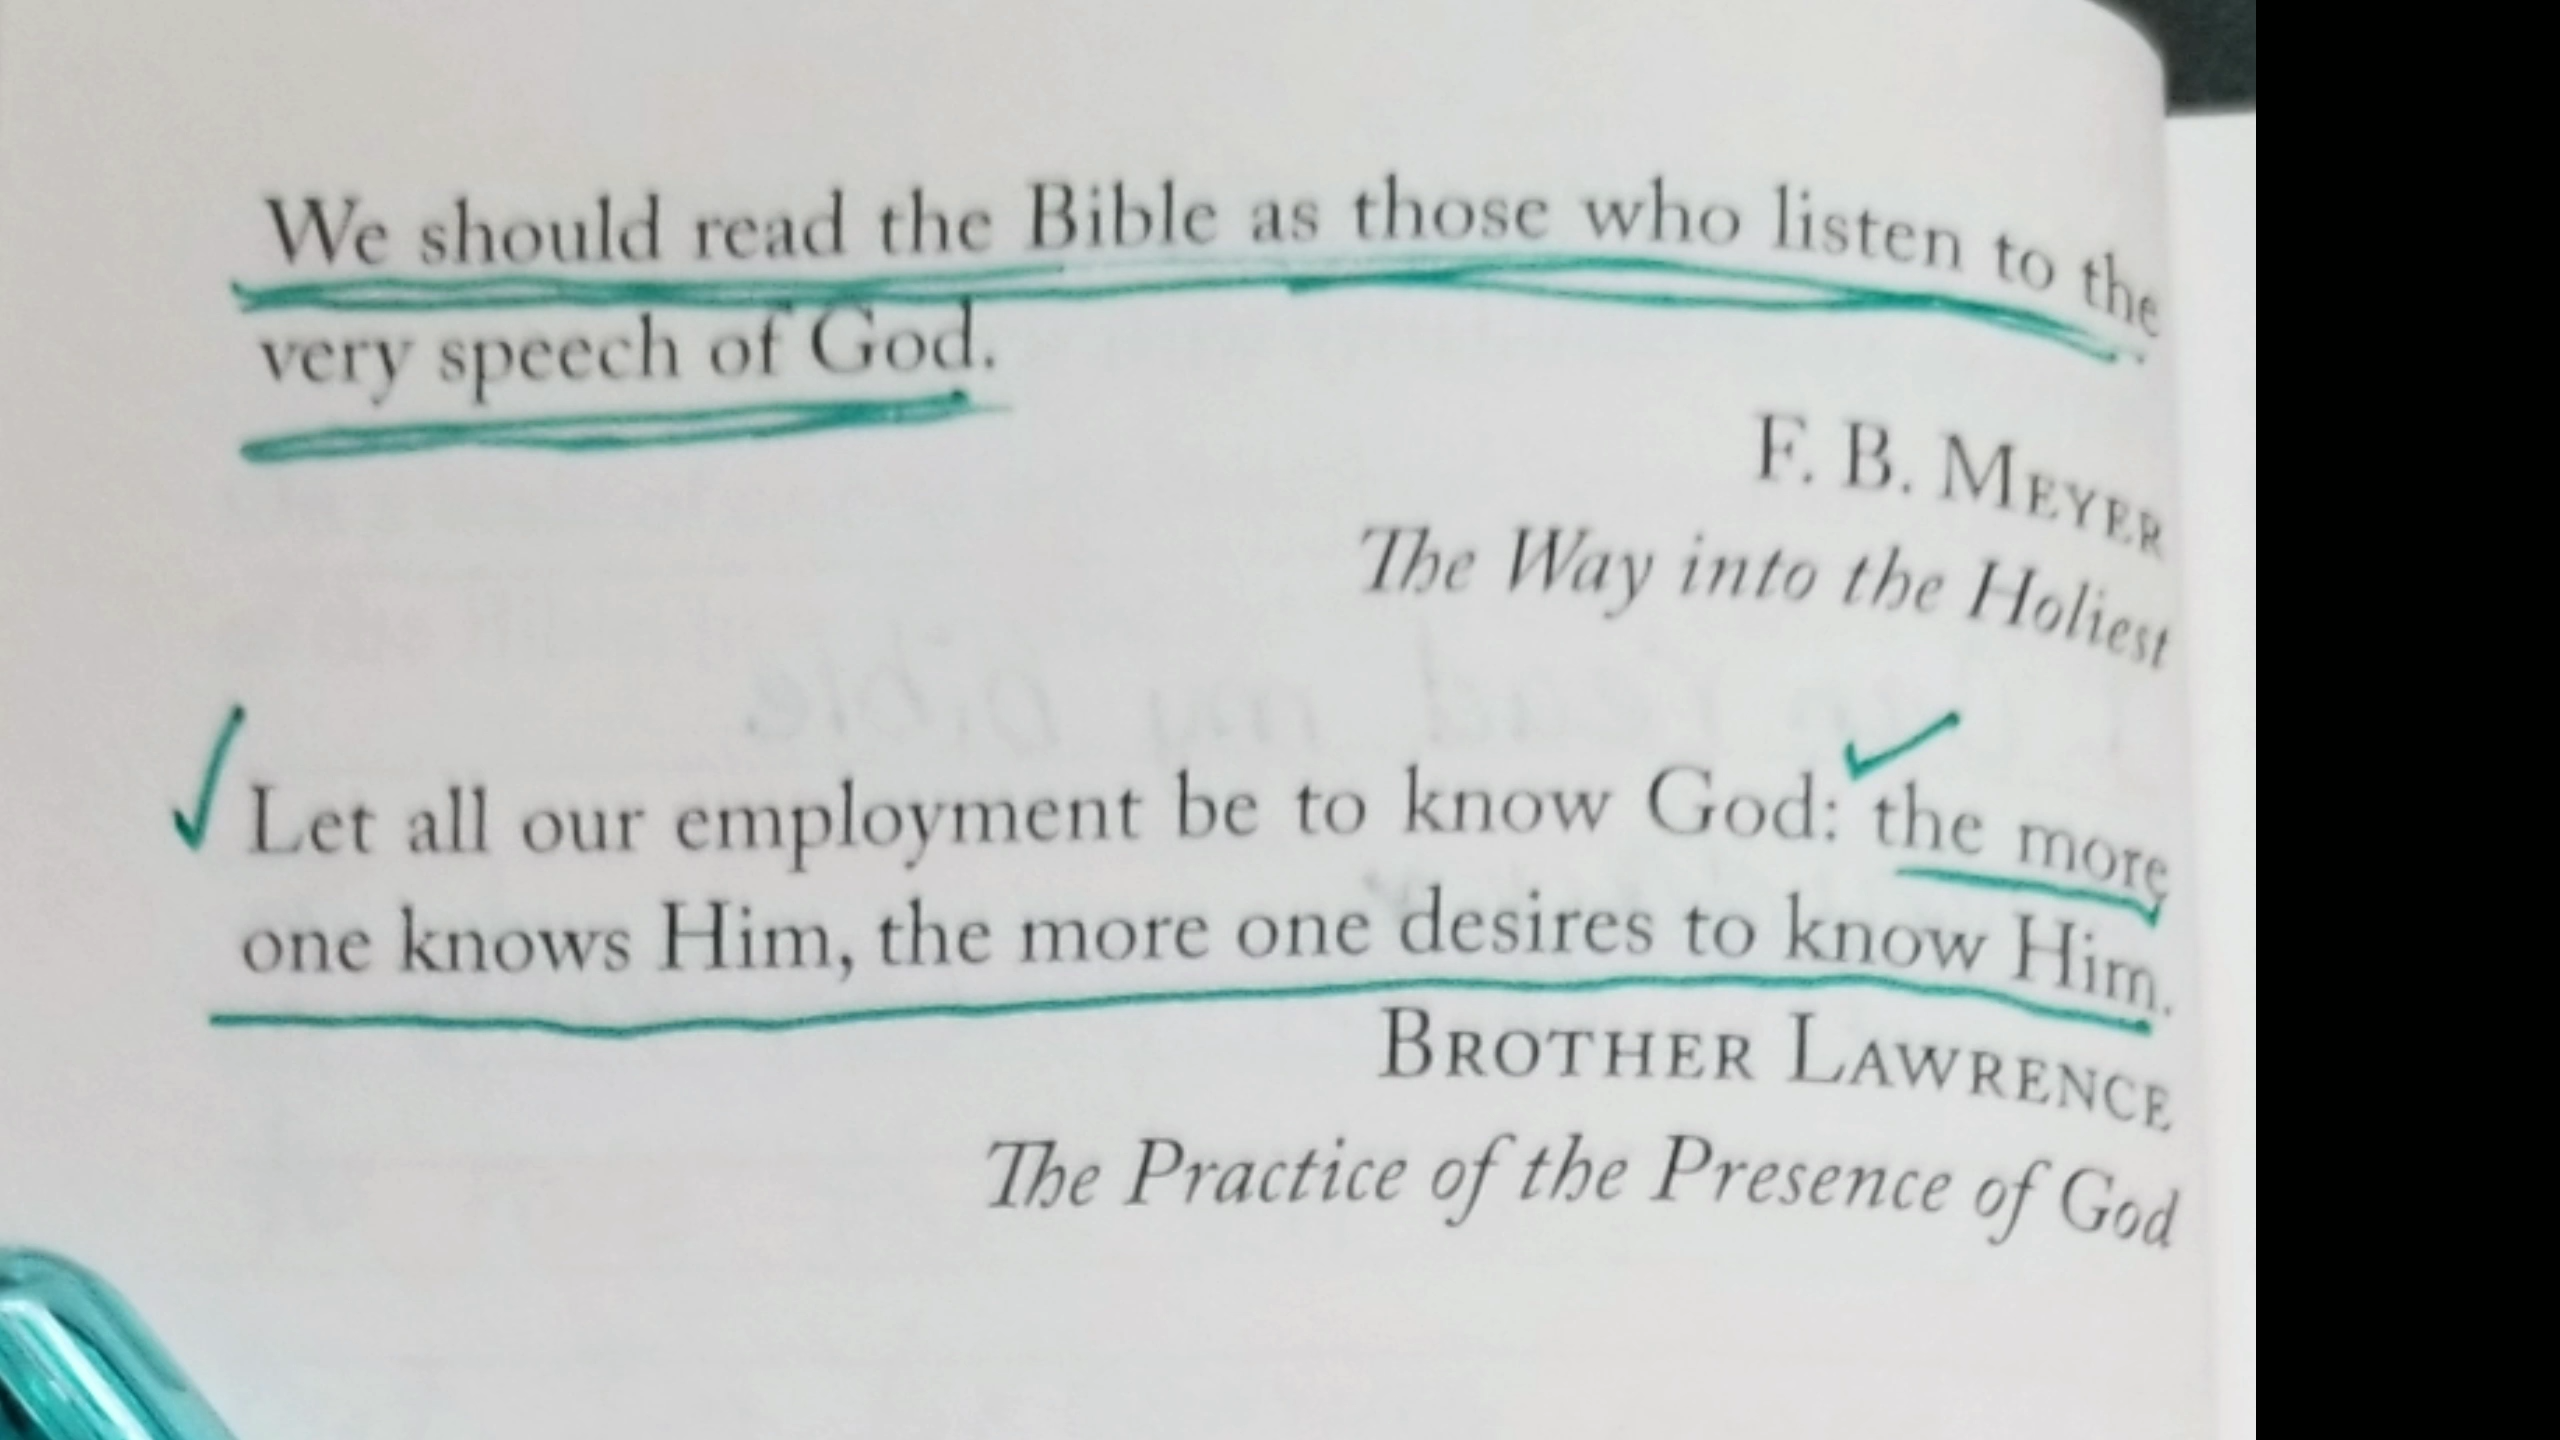 We should read the Bible as those who listen to the
very speech of God.
F. B. MEYER
The Way into the Holiest
Let all our employment be to know God: the more
one knows Him, the more one desires to know Him.
BROTHER LAWRENCE
The Practice of the Presence of God